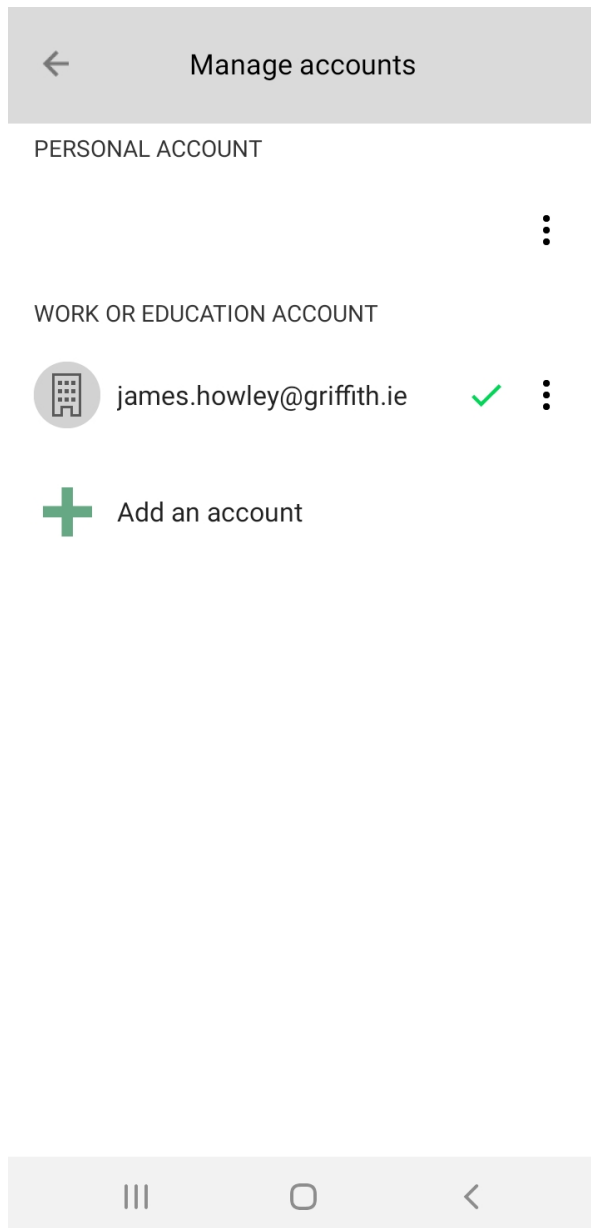 Manage accounts
PERSONAL ACCOUNT
WORK OR EDUCATION ACCOUNT
james.howley@griffith.ie
Add an account